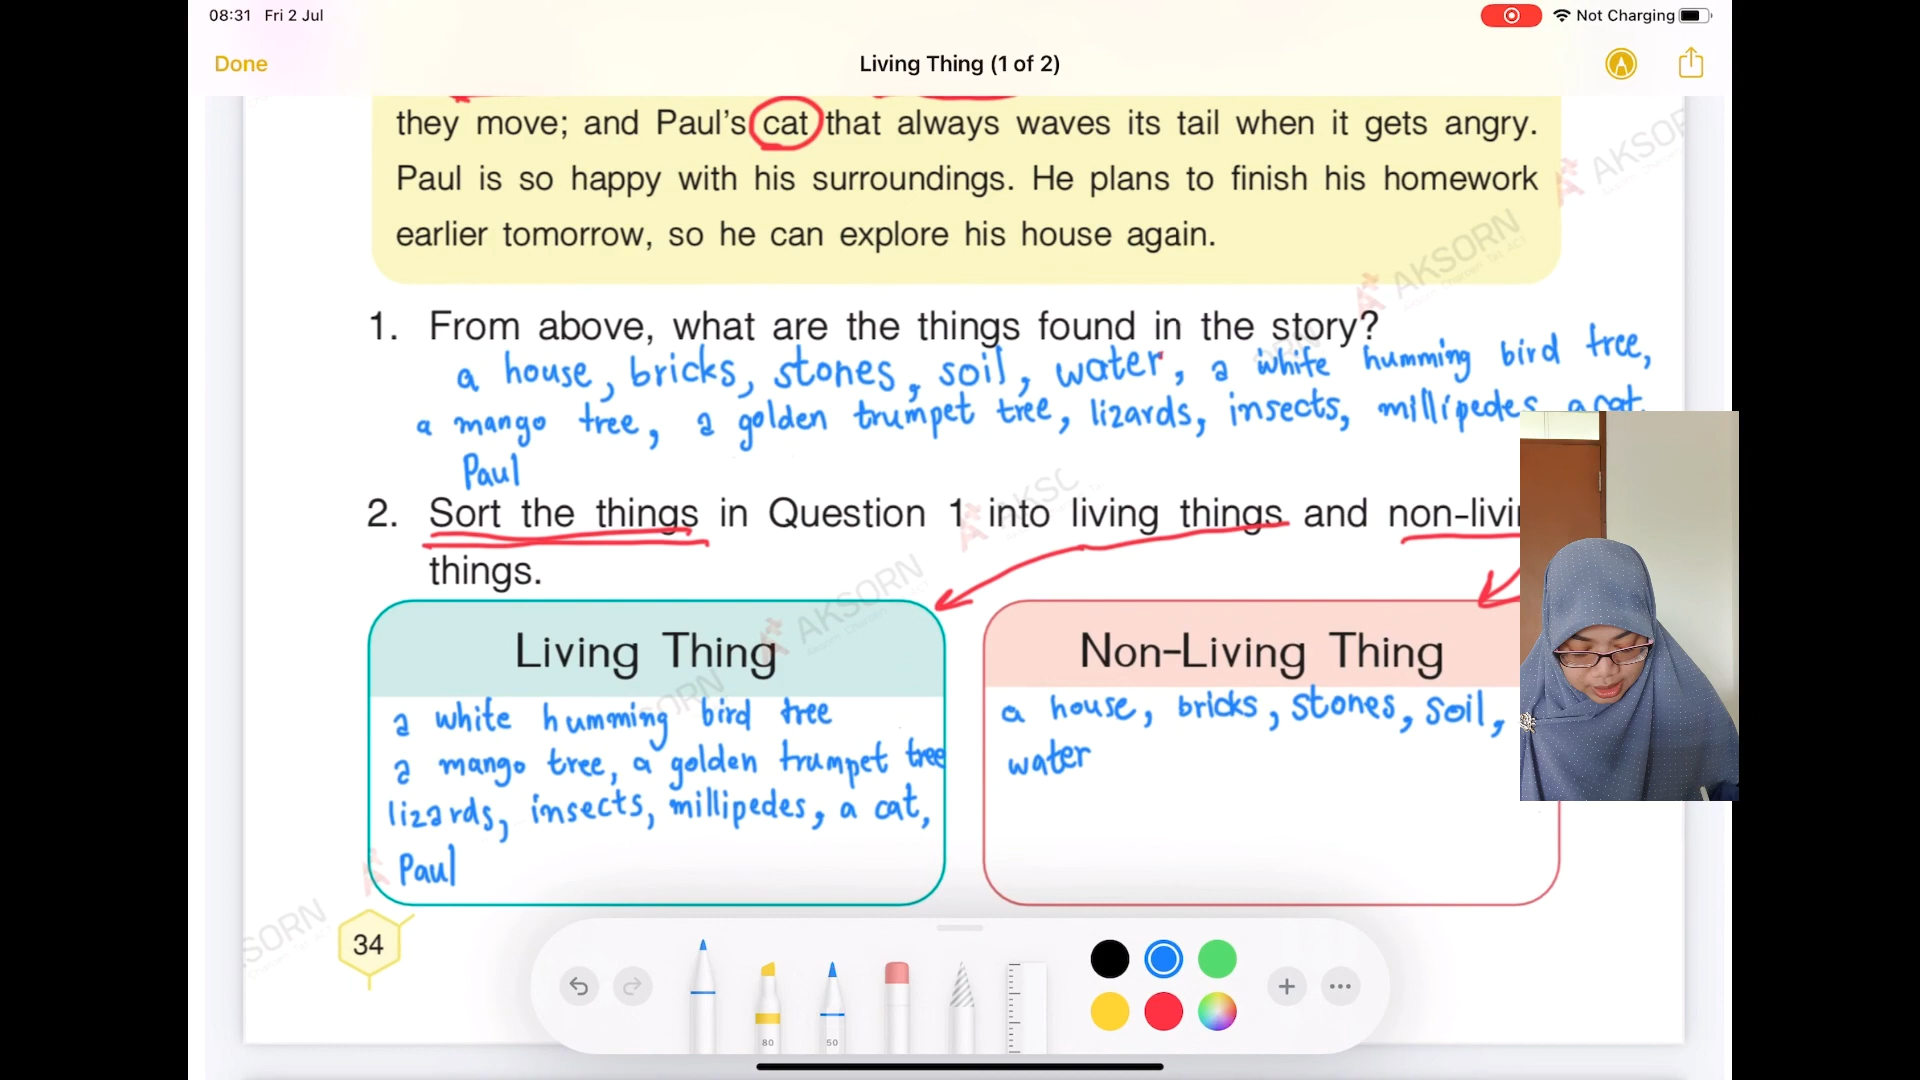 08:31 Fri 2 Jul
Not Charging
Done
Living Thing (1 of 2)
they move; and Paul's cat that always waves its tail when it gets angry.
Paul is so happy with his surroundings. He plans to finish his homework
earlier tomorrow, so he can explore his house again.
1. From above, what are the things found in the story?
a house, bricks, stones, soil, water, a white humming bird tree,
a mango tree, a golden trumpet tree, lizards, insects, millipedes, a cat
Paul
2. Sort the things in Question 1 into living things and non-livin
things.
Living Thing
a white humming bird tree
a mango tree, a golden trumpet tree
lizards, insects, millipedes, a cat,
Paul
Non-Living Thing
a house, bricks, stones, soil,
water
34
80
50
AKSORN
AKSORN
AKSORN